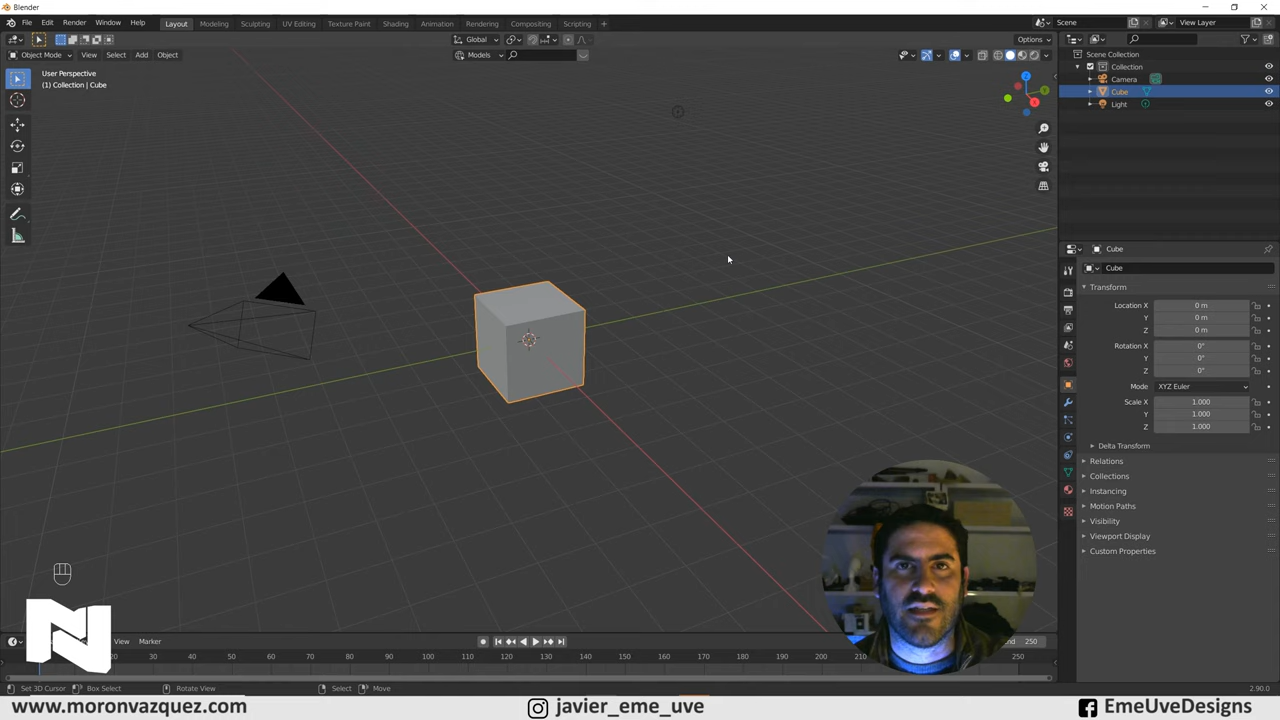 Blender
File Edit Render Window Help Layout Modeling Sculpting UV Editing Texture Paint Shading Animation Rendering Compositing Scripting + Scene View Layer
Global Options
Object Mode View Select Add Object Models
User Perspective
(1) Collection | Cube
Z
Scene Collection
Collection
Camera
Cube
Light
Cube
Cube
Transform
Location X 0 m
Y 0 m
Z 0 m
Rotation X 0°
Y 0°
Z 0°
Mode XYZ Euler
Scale X 1.000
Y 1.000
Z 1.000
Delta Transform
Relations
Collections
Instancing
Motion Paths
Visibility
Viewport Display
Custom Properties
N
View Marker 250
20 30 40 50 60 70 80 90 100 110 120 130 140 150 160 170 180 190 200 250
Set 3D Cursor Box Select Rotate View Select Move 2.90.0
www.moronvazquez.com javier_eme_uve EmeUveDesigns